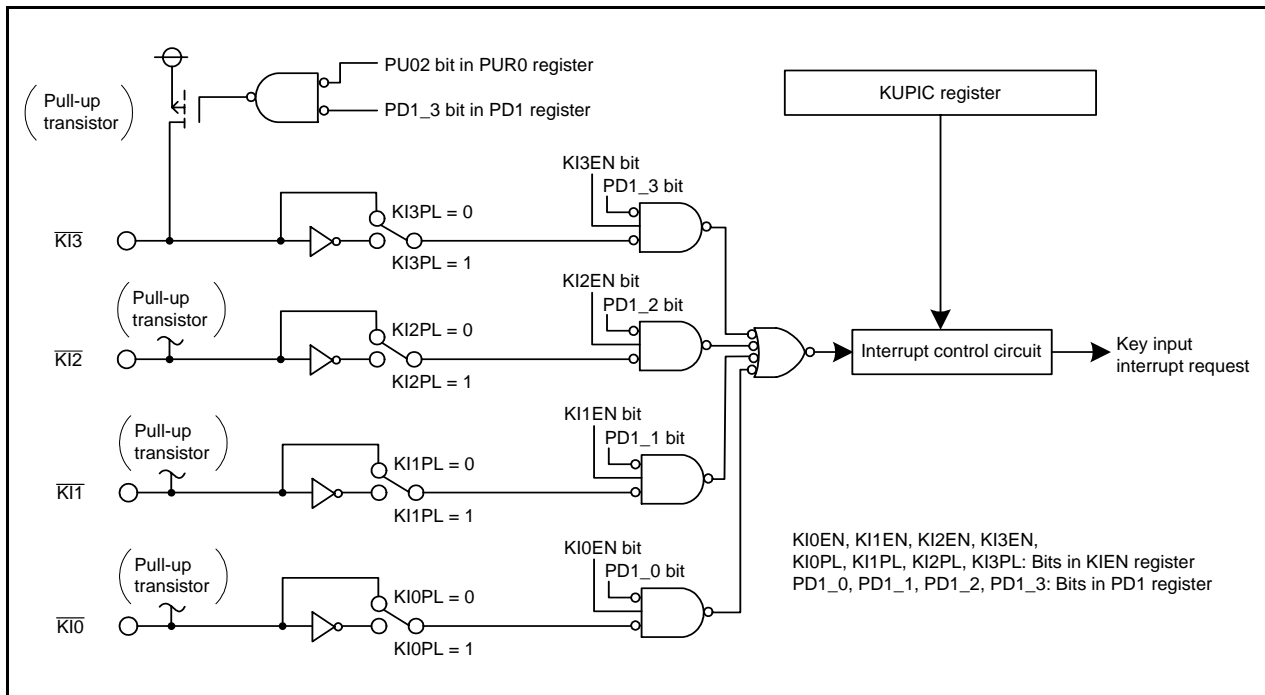 PU02 bit in PUR0 register
KUPIC register
Pull-up
transistor
PD1_3 bit in PD1 register
KI3EN bit
PD1_3 bit
KI3PL = 0
KI3
KI3PL = 1
Pull-up
transistor
KI2EN bit
PD1_2 bit
KI2PL = 0
KI2
KI2PL = 1
Interrupt control circuit
Key input
interrupt request
Pull-up
transistor
KI1EN bit
PD1_1 bit
KI1PL = 0
KI1
KI1PL = 1
Pull-up
transistor
KI0EN bit
PD1_0 bit
KI0PL = 0
KI0
KI0PL = 1
KI0EN, KI1EN, KI2EN, KI3EN,
KI0PL, KI1PL, KI2PL, KI3PL: Bits in KIEN register
PD1_0, PD1_1, PD1_2, PD1_3: Bits in PD1 register